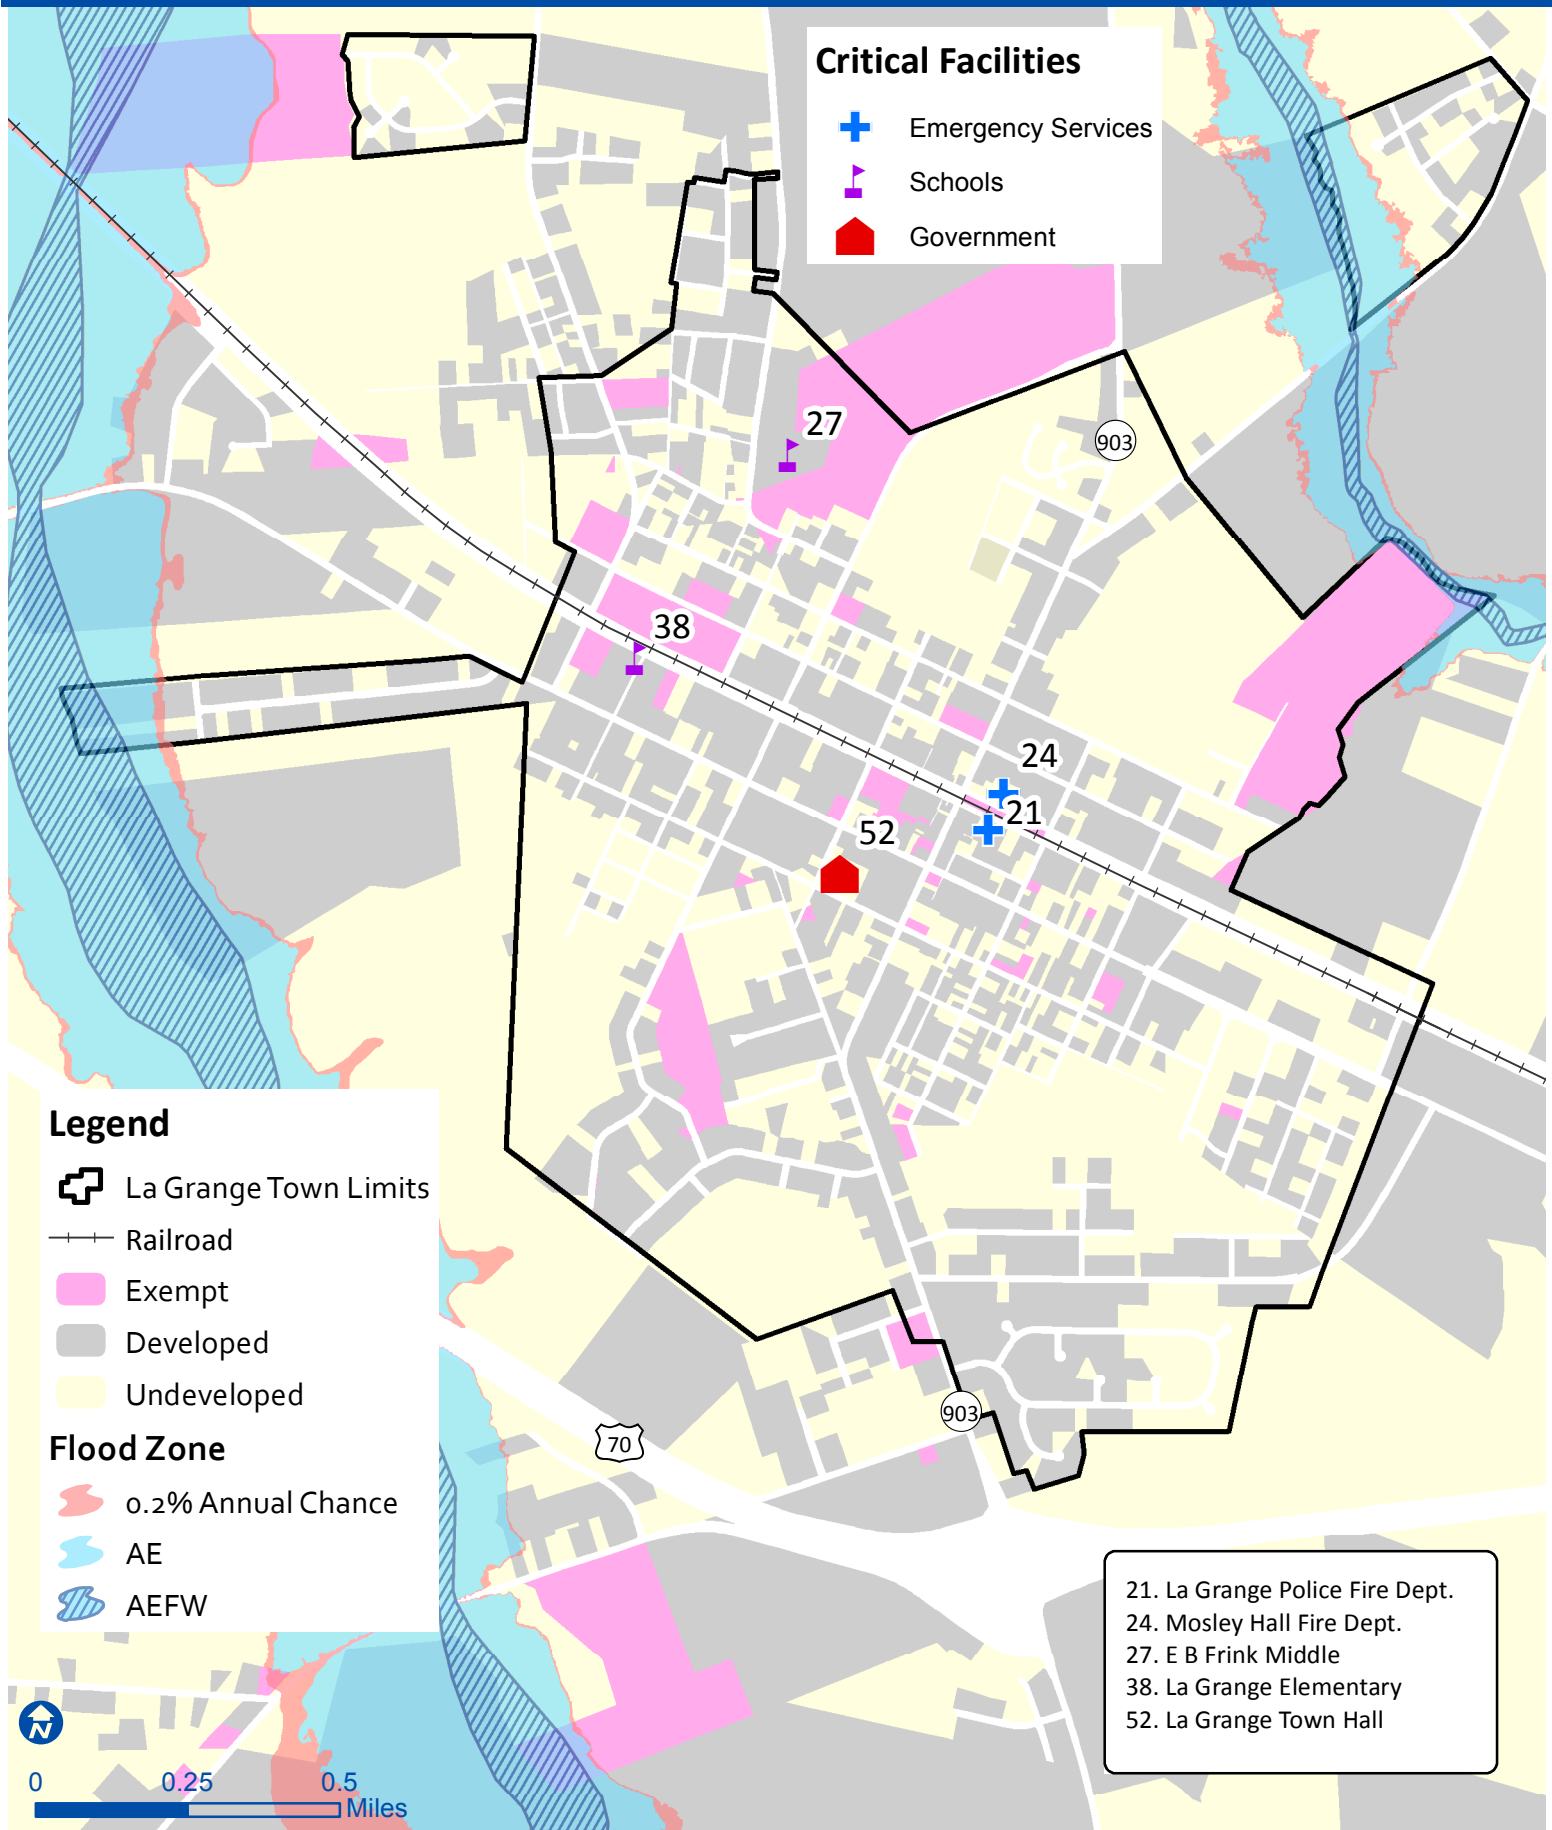 Critical Facilities
Emergency Services
Schools
Government
27
903
38
24
21
52
Legend
La Grange Town Limits
Railroad
Exempt
Developed
Undeveloped
Flood Zone
0.2% Annual Chance
AE
AEFW
903
70
21. La Grange Police Fire Dept.
24. Mosley Hall Fire Dept.
27. E B Frink Middle
38. La Grange Elementary
52. La Grange Town Hall
N
0 0.25 0.5
Miles